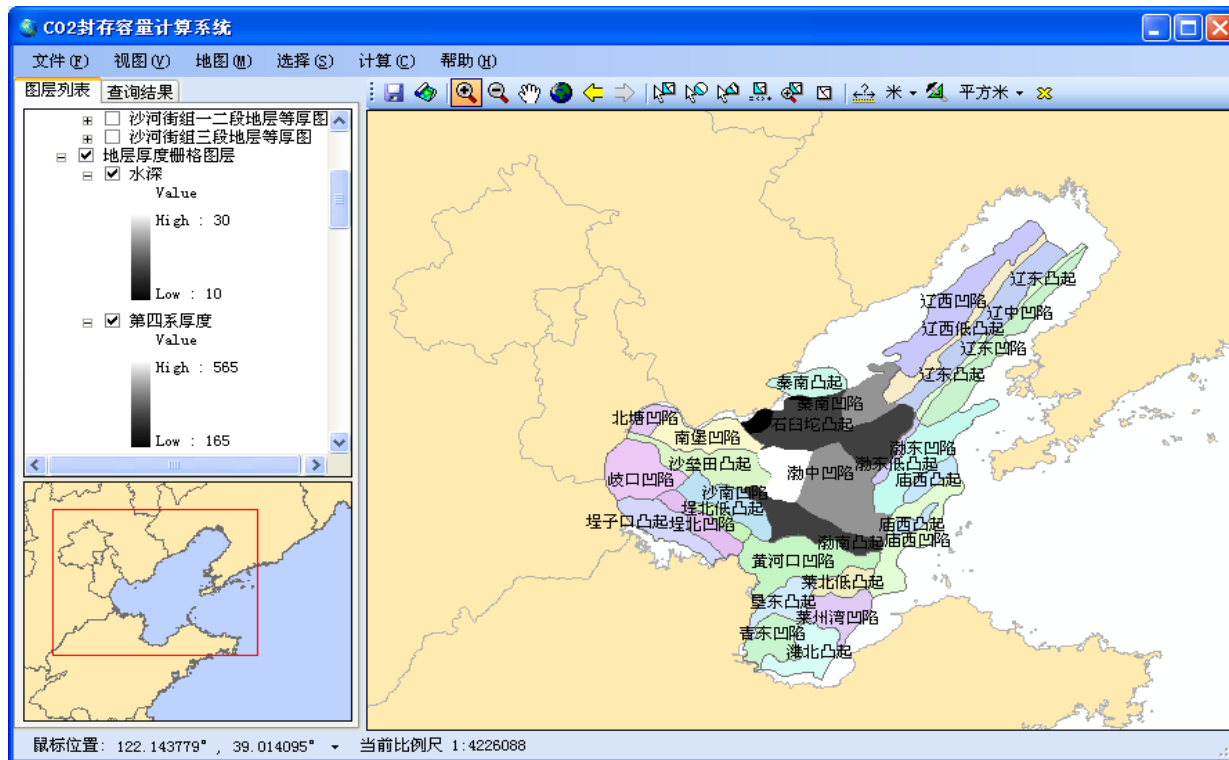 CO2封存容量计算系统
文件(F) 视图(V) 地图(M) 选择(S) 计算(C) 帮助(H)
图层列表 查询结果
米 平方米
沙河街组一二段地层等厚图
沙河街组三段地层等厚图
地层厚度栅格图层
水深
Value
High : 30
Low : 10
第四系厚度
Value
High : 565
Low : 165
辽东凸起
辽西凹陷
辽中凹陷
辽西低凸起
辽东凹陷
辽东凸起
秦南凸起
秦南凹陷
北塘凹陷
石臼坨凸起
南堡凹陷
渤东凹陷
沙垒田凸起
渤东低凸起
渤中凹陷
歧口凹陷
庙西凸起
沙南凹陷
埕北低凸起
埕子口凸起
埕北凹陷
庙西凸起
渤南凸起
庙西凹陷
黄河口凹陷
莱北低凸起
垦东凸起
莱州湾凹陷
青东凹陷
潍北凸起
鼠标位置: 122.143779° , 39.014095° 当前比例尺 1:4226088